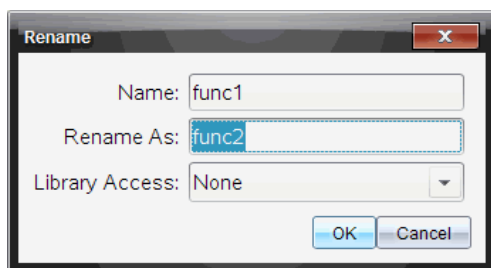 Rename
Name: func1
Rename As: func2
Library Access: None
OK Cancel